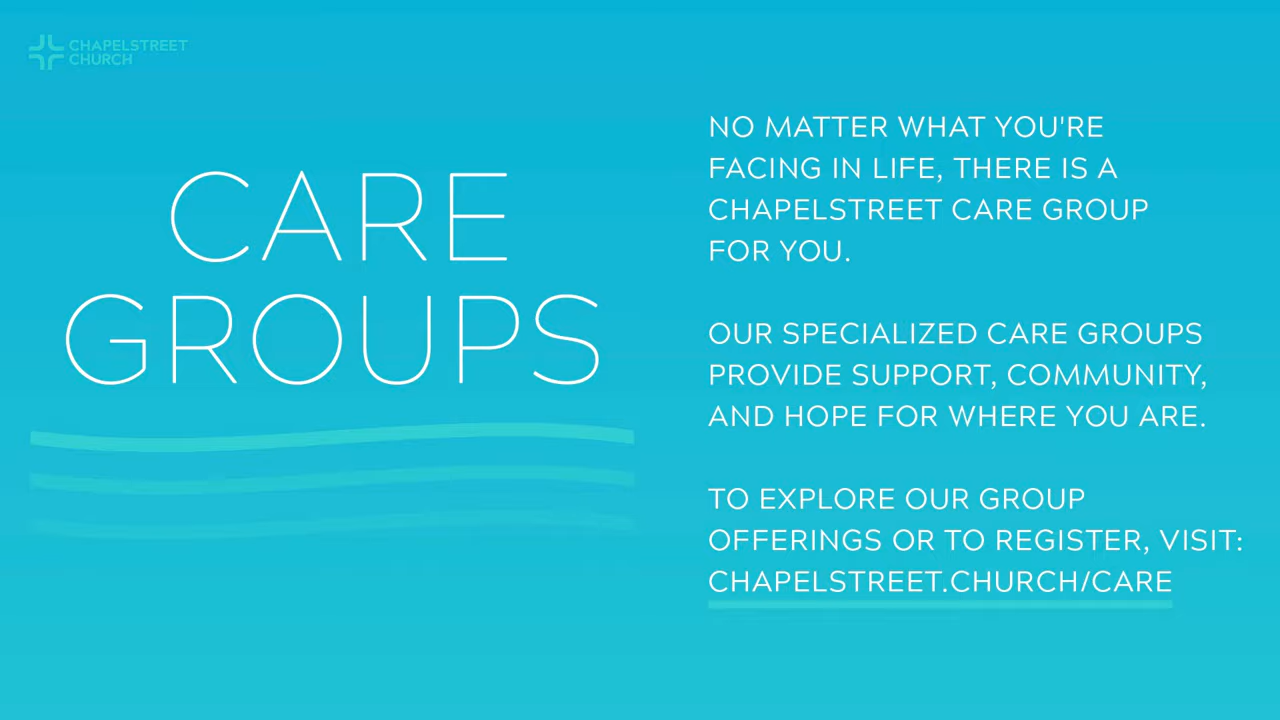 CHAPELSTREET
CHURCH
CARE
GROUPS
NO MATTER WHAT YOU'RE
FACING IN LIFE, THERE IS A
CHAPELSTREET CARE GROUP
FOR YOU.
OUR SPECIALIZED CARE GROUPS
PROVIDE SUPPORT, COMMUNITY,
AND HOPE FOR WHERE YOU ARE.
TO EXPLORE OUR GROUP
OFFERINGS OR TO REGISTER, VISIT:
CHAPELSTREET.CHURCH/CARE